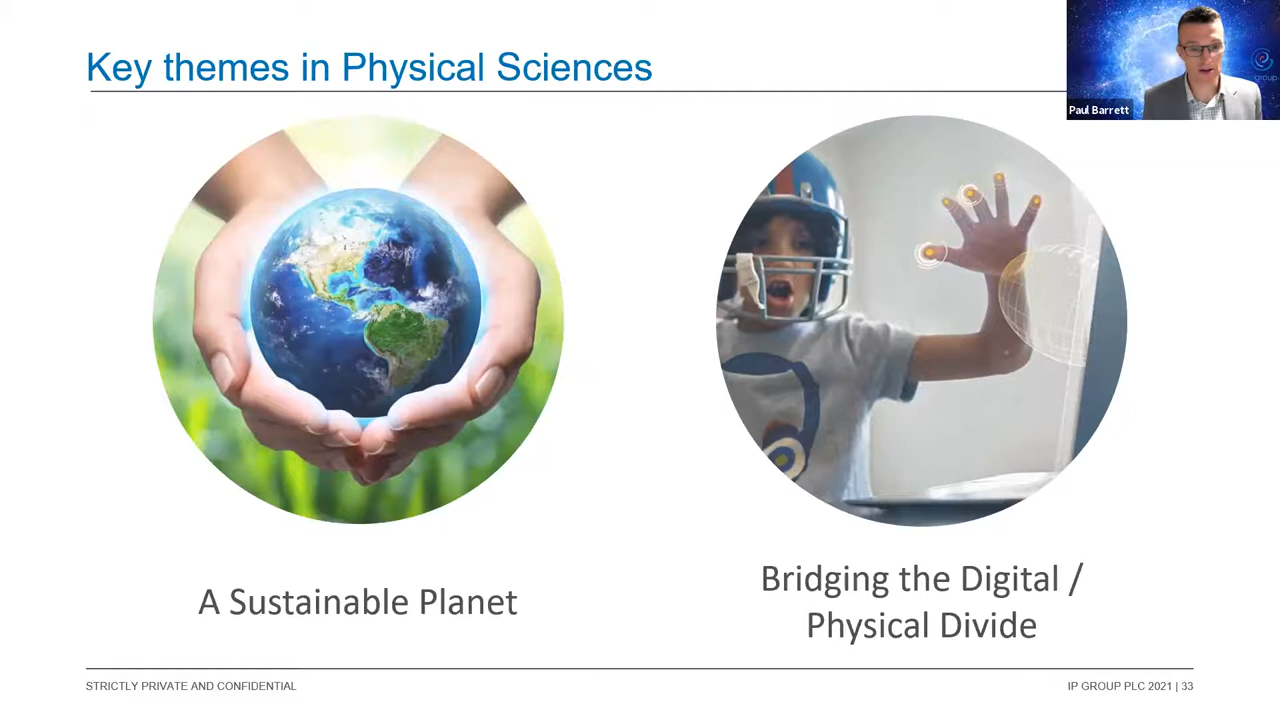 Key themes in Physical Sciences
Paul Barrett
group
A Sustainable Planet
Bridging the Digital /
Physical Divide
STRICTLY PRIVATE AND CONFIDENTIAL
IP GROUP PLC 2021 | 33